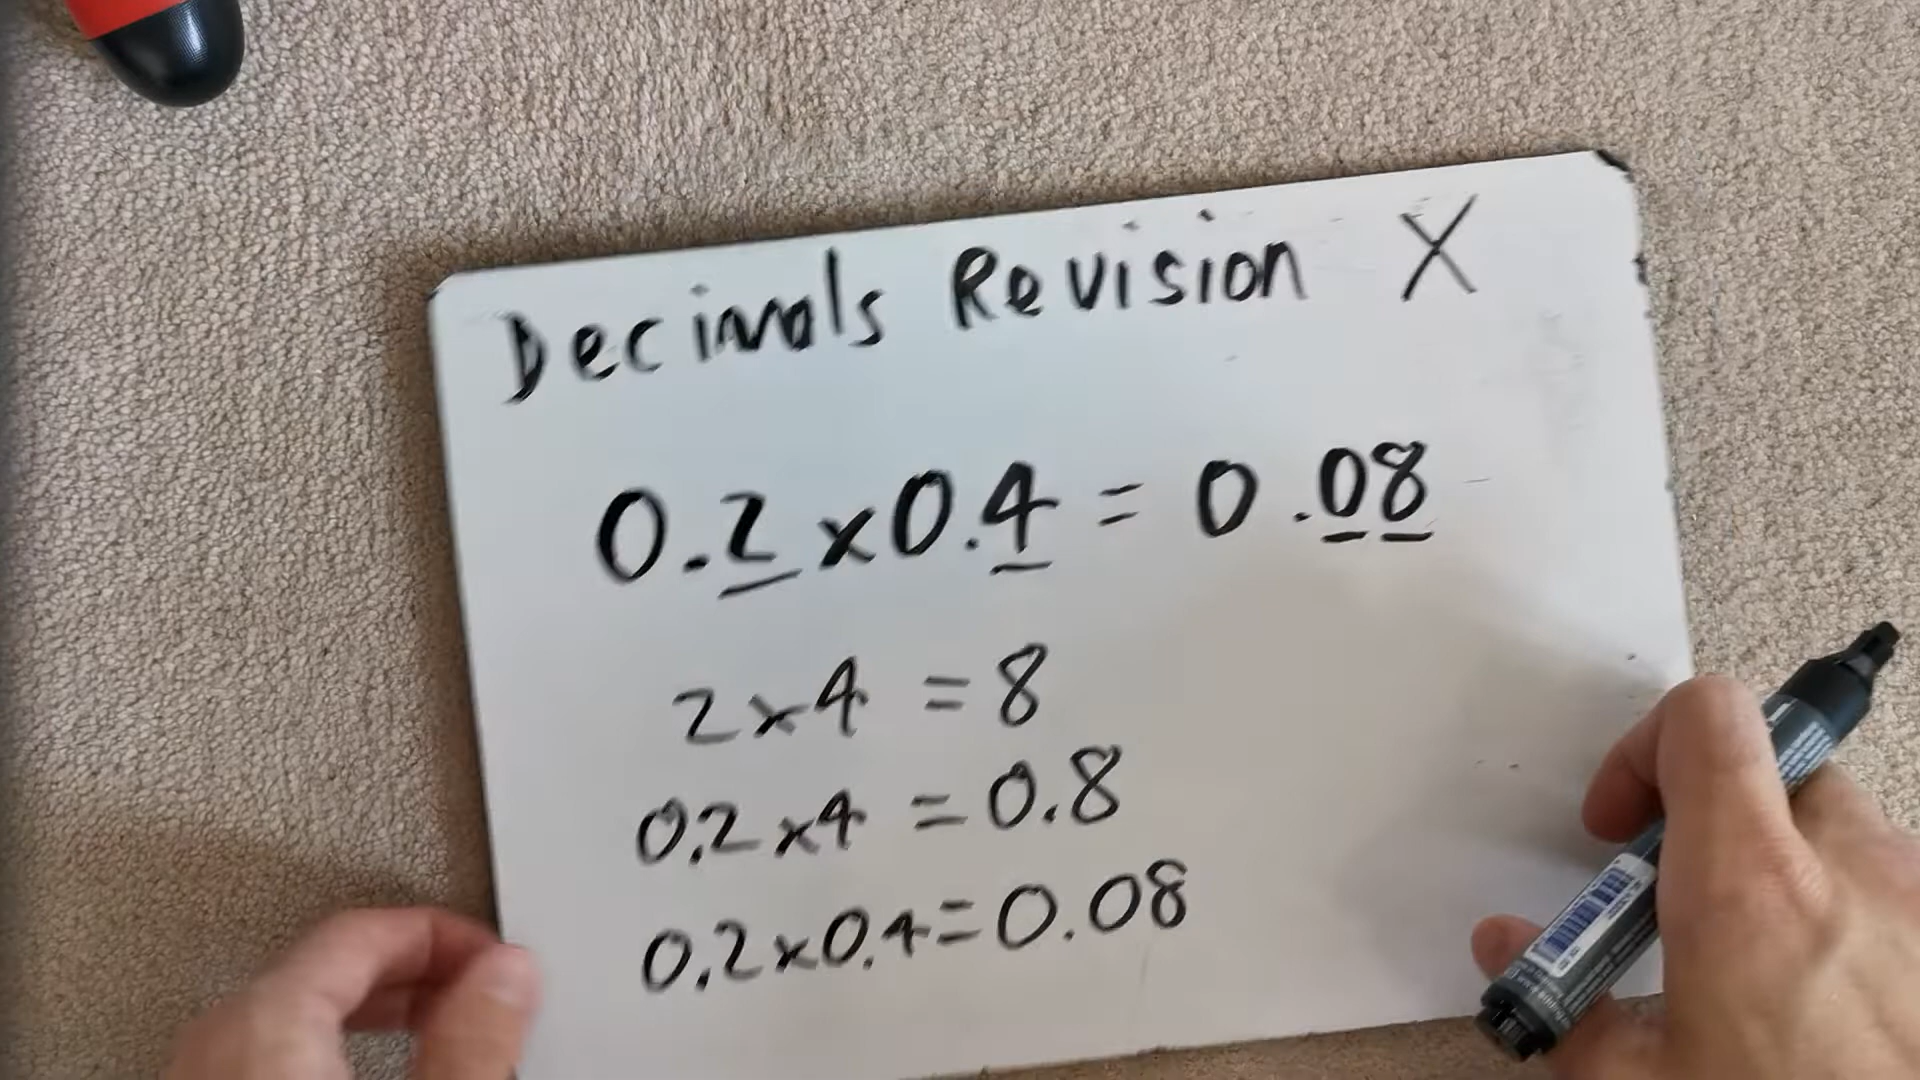 Decimals Revision X
0.2 x 0.4 = 0.08
2 x 4 = 8
0.2 x 4 = 0.8
0.2 x 0.4 = 0.08